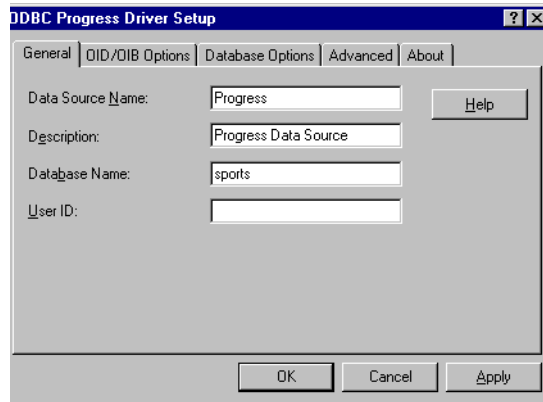 ODBC Progress Driver Setup
General OID/OIB Options Database Options Advanced About
Data Source Name: Progress
Help
Description: Progress Data Source
Database Name: sports
User ID:
OK Cancel Apply